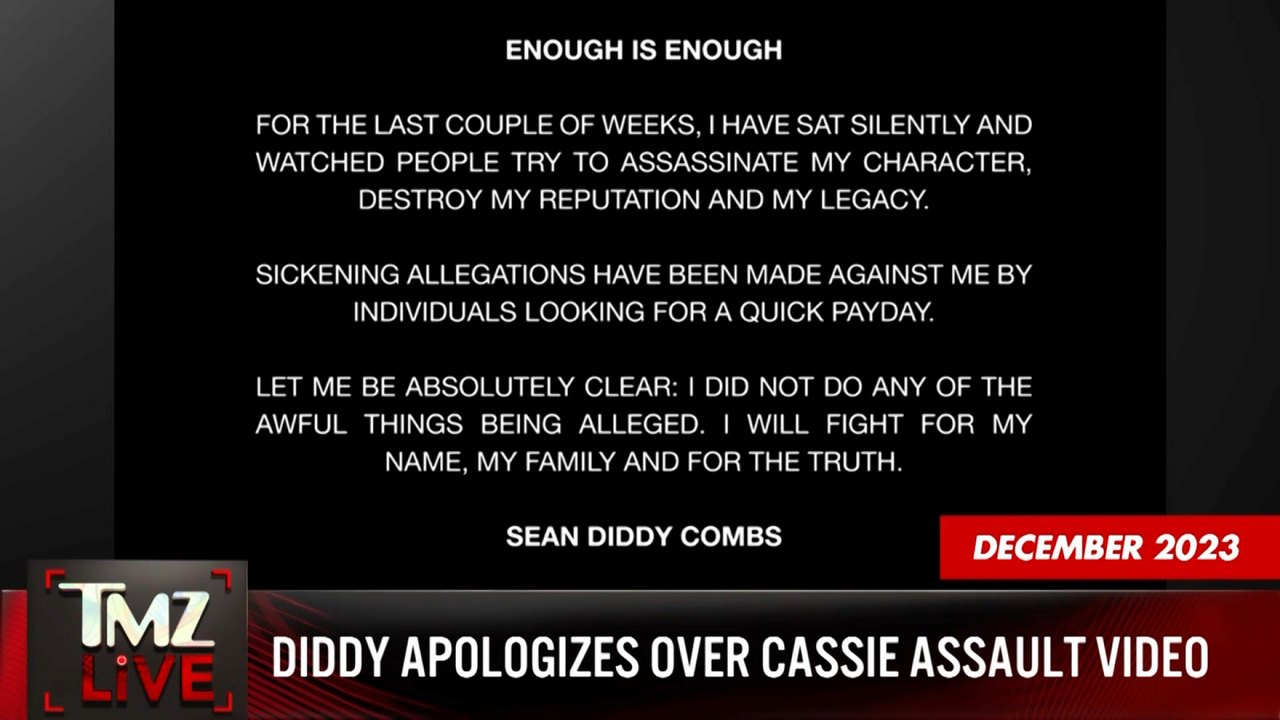 ENOUGH IS ENOUGH
FOR THE LAST COUPLE OF WEEKS, I HAVE SAT SILENTLY AND
WATCHED PEOPLE TRY TO ASSASSINATE MY CHARACTER,
DESTROY MY REPUTATION AND MY LEGACY.
SICKENING ALLEGATIONS HAVE BEEN MADE AGAINST ME BY
INDIVIDUALS LOOKING FOR A QUICK PAYDAY.
LET ME BE ABSOLUTELY CLEAR: I DID NOT DO ANY OF THE
AWFUL THINGS BEING ALLEGED. I WILL FIGHT FOR MY
NAME, MY FAMILY AND FOR THE TRUTH.
SEAN DIDDY COMBS
DECEMBER 2023
TMZ
LiVE
DIDDY APOLOGIZES OVER CASSIE ASSAULT VIDEO